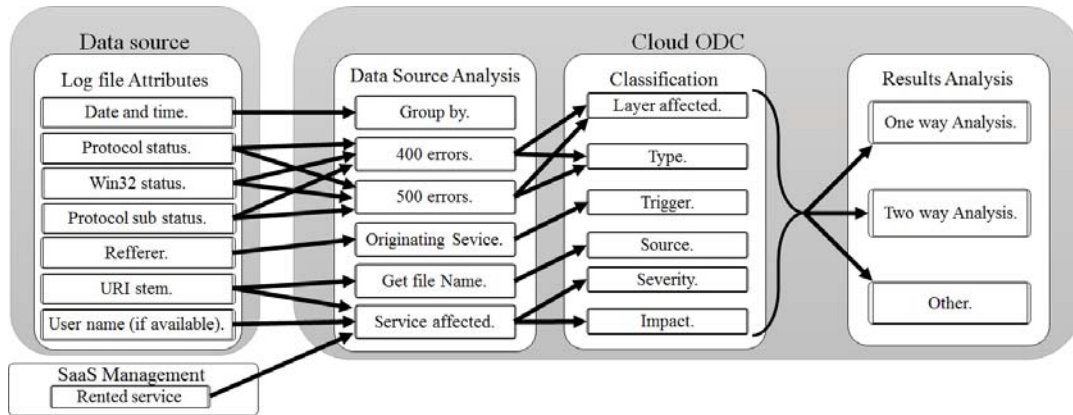 Data source
Log file Attributes
Date and time.
Protocol status.
Win32 status.
Protocol sub status.
Refferer.
URI stem.
User name (if available).
SaaS Management
Rented service
Cloud ODC
Data Source Analysis
Group by.
400 errors.
500 errors.
Originating Sevice.
Get file Name.
Service affected.
Classification
Layer affected.
Type.
Trigger.
Source.
Severity.
Impact.
Results Analysis
One way Analysis.
Two way Analysis.
Other.